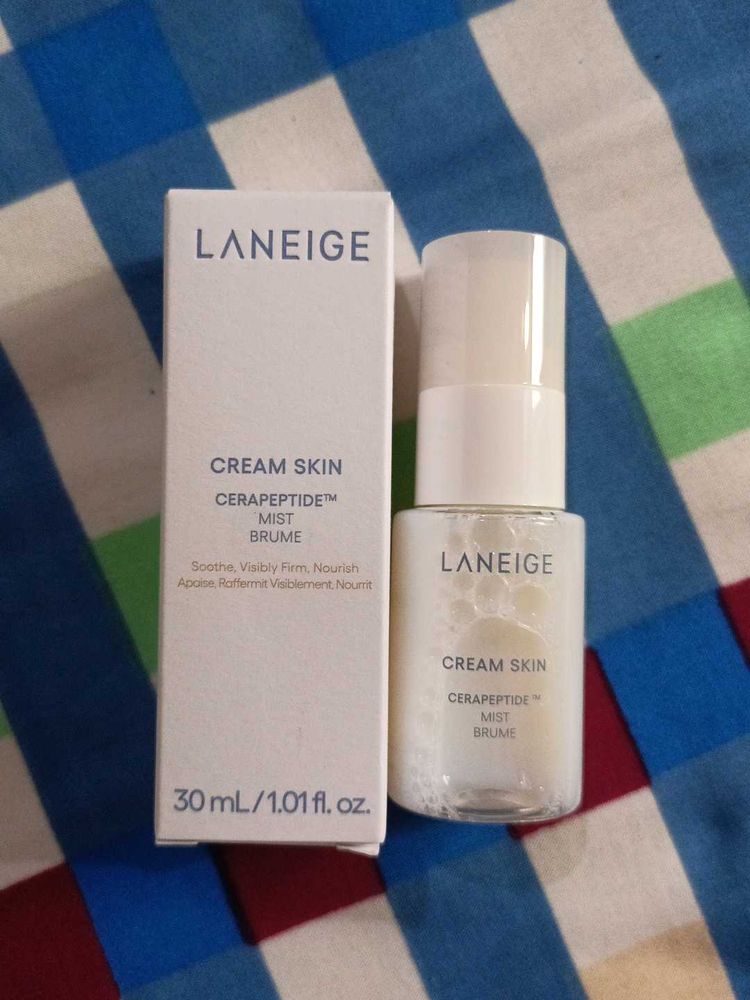 LANEIGE
CREAM SKIN
CERAPEPTIDE™
MIST
BRUME
Soothe, Visibly Firm, Nourish
Apaise, Raffermit Visiblement, Nourrit
30 mL/1.01 fl. oz.
LANEIGE
CREAM SKIN
CERAPEPTIDE™
MIST
BRUME